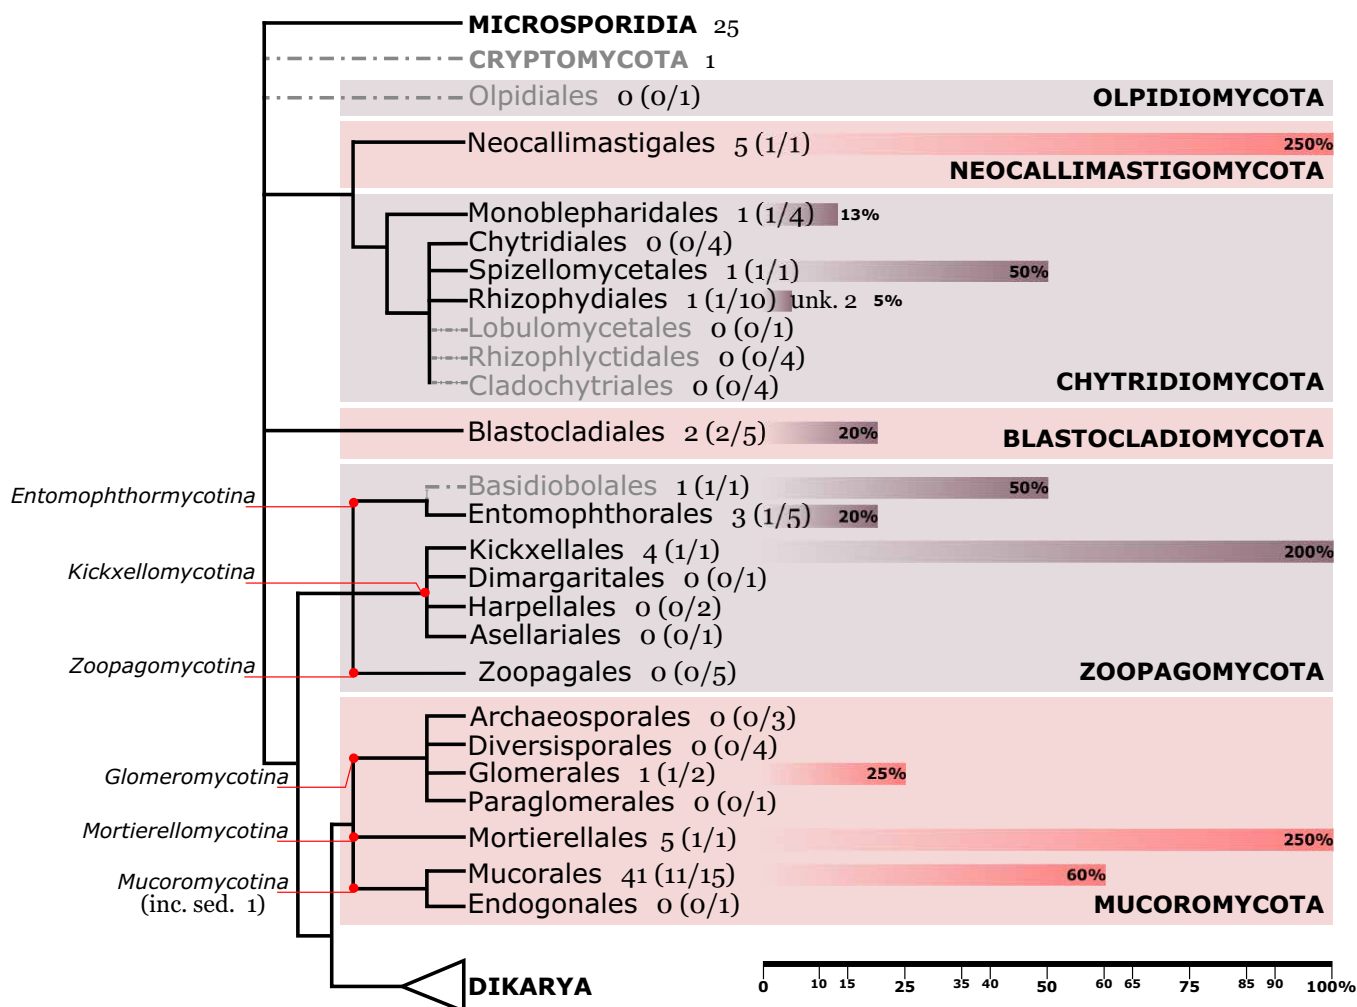 MICROSPORIDIA 25
CRYPTOMYCOTA 1
Olpidiales 0 (0/1) OLPIDIOMYCOTA
Neocallimastigales 5 (1/1) 250%
NEOCALLIMASTIGOMYCOTA
Monoblepharidales 1 (1/4) 13%
Chytridiales 0 (0/4)
Spizellomycetales 1 (1/1) 50%
Rhizophydiales 1 (1/10) unk. 2 5%
Lobulomycetales 0 (0/1)
Rhizophlyctidales 0 (0/4)
Cladochytriales 0 (0/4) CHYTRIDIOMYCOTA
Blastocladiales 2 (2/5) 20% BLASTOCLADIOMYCOTA
Entomophthormycotina
Basidiobolales 1 (1/1) 50%
Entomophthorales 3 (1/5) 20%
Kickxellales 4 (1/1) 200%
Kickxellomycotina
Dimargaritales 0 (0/1)
Harpellales 0 (0/2)
Asellariales 0 (0/1)
Zoopagomycotina
Zoopagales 0 (0/5) ZOOPAGOMYCOTA
Archaeosporales 0 (0/3)
Diversisporales 0 (0/4)
Glomeromycotina
Glomerales 1 (1/2) 25%
Paraglomerales 0 (0/1)
Mortierellomycotina
Mortierellales 5 (1/1) 250%
Mucoromycotina
(inc. sed. 1)
Mucorales 41 (11/15) 60%
Endogonales 0 (0/1) MUCOROMYCOTA
DIKARYA
0 10 15 25 35 40 50 60 65 75 85 90 100%